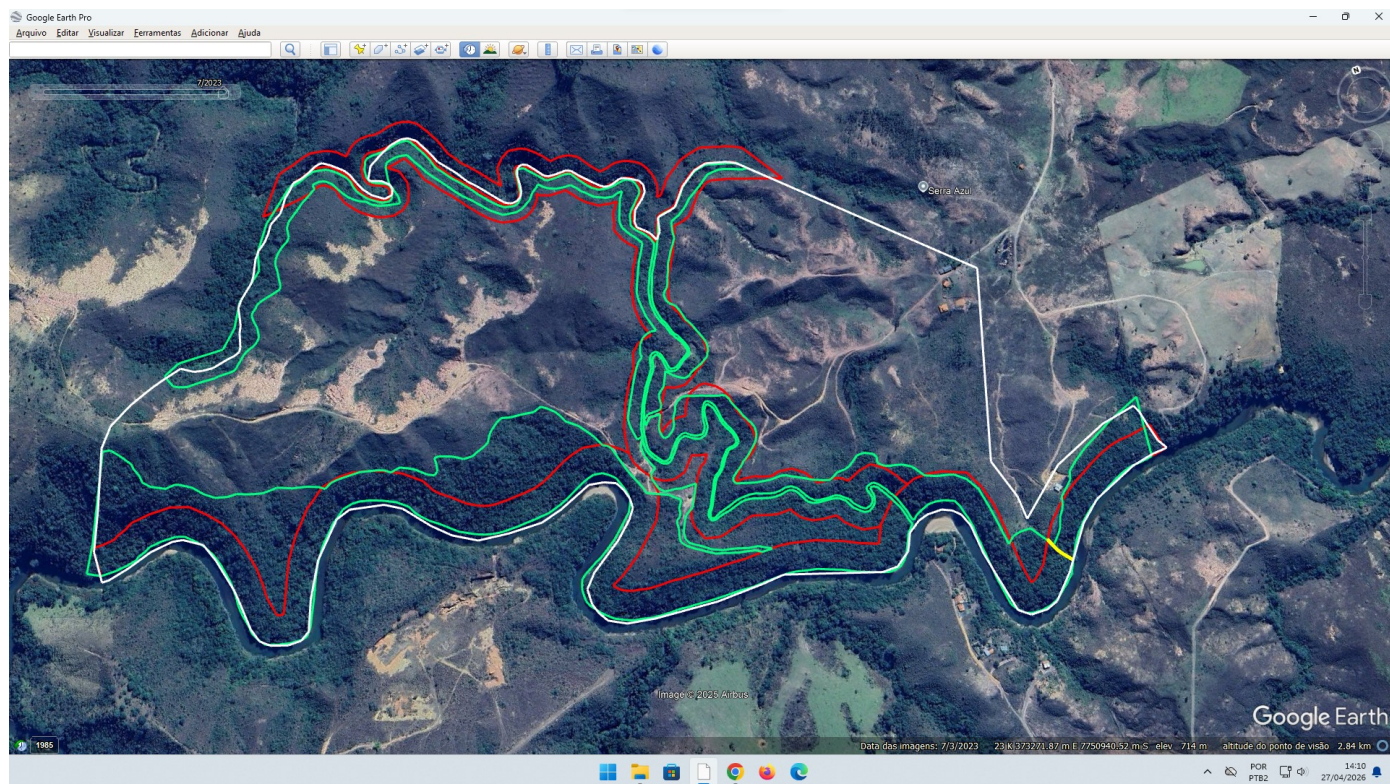 Google Earth Pro
Arquivo Editar Visualizar Ferramentas Adicionar Ajuda
7/2023
N
Serra Azul
Image © 2025 Airbus
Google Earth
1985
Data das imagens: 7/3/2023 23 K 373271.87 m E 7750940.52 m S elev 714 m altitude do ponto de visão 2.84 km
POR
PTB2
14:10
27/04/2026